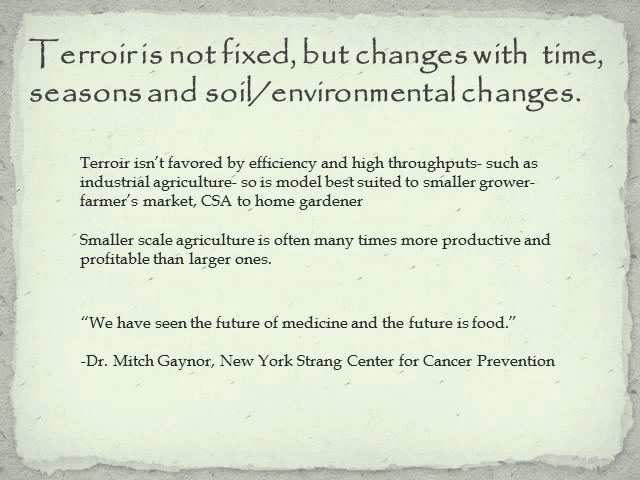 Terroir is not fixed, but changes with time,
seasons and soil/environmental changes.
Terroir isn’t favored by efficiency and high throughputs- such as
industrial agriculture- so is model best suited to smaller grower-
farmer’s market, CSA to home gardener
Smaller scale agriculture is often many times more productive and
profitable than larger ones.
“We have seen the future of medicine and the future is food.”
-Dr. Mitch Gaynor, New York Strang Center for Cancer Prevention